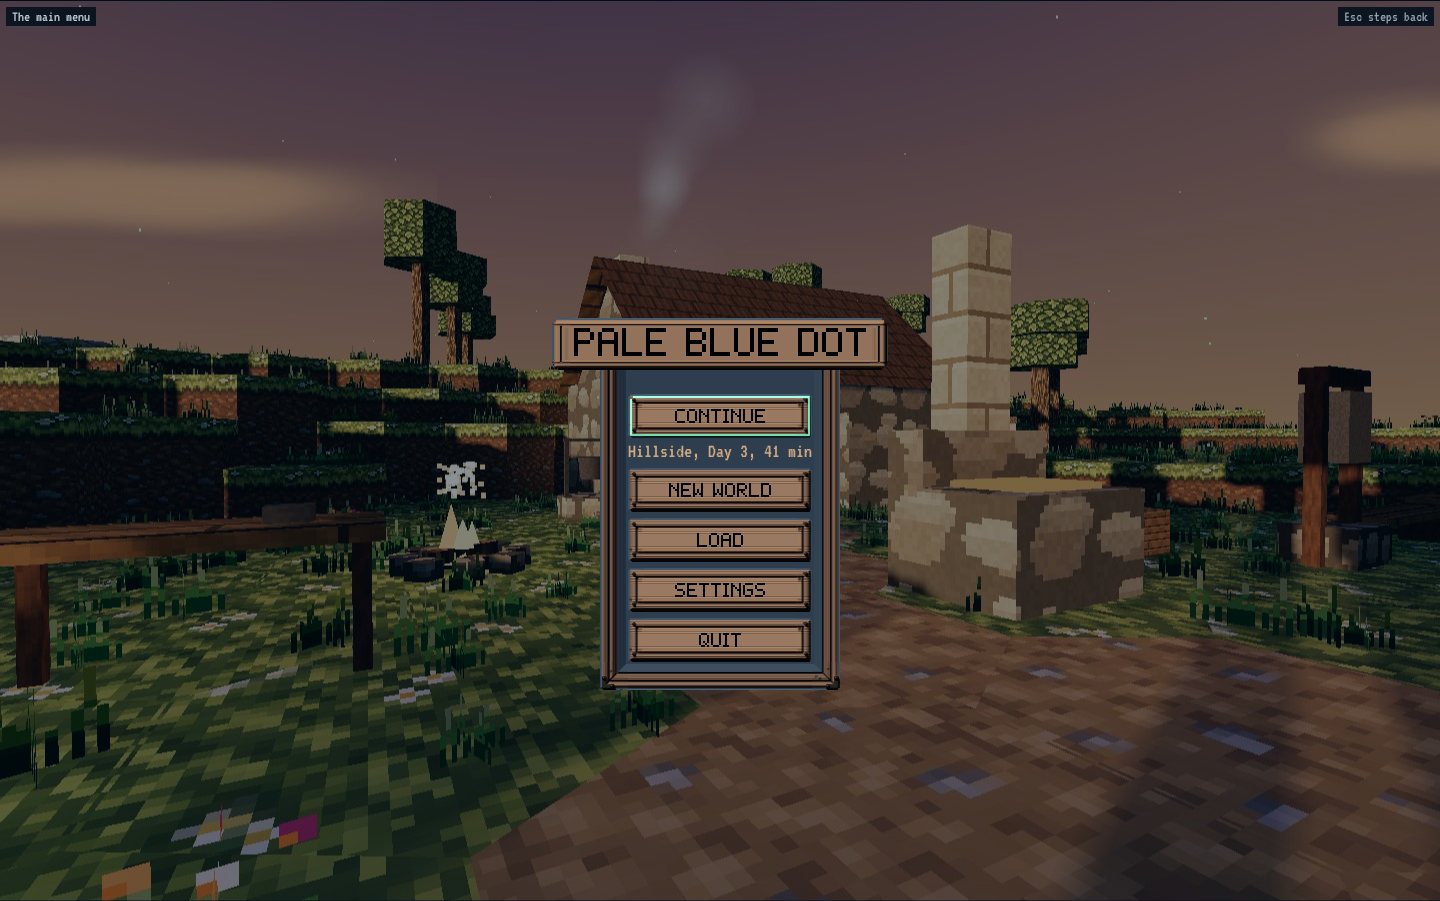 The main menu
Esc steps back
PALE BLUE DOT
CONTINUE
Hillside, Day 3, 41 min
NEW WORLD
LOAD
SETTINGS
QUIT